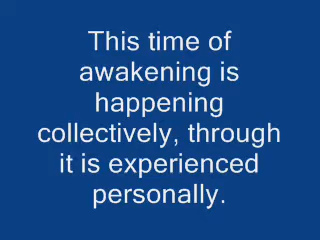 This time of
awakening is
happening
collectively, through
it is experienced
personally.